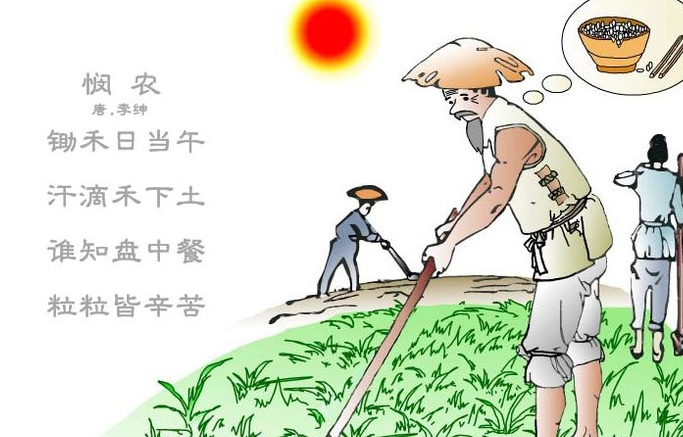 悯 农
唐.李绅
锄禾日当午
汗滴禾下土
谁知盘中餐
粒粒皆辛苦